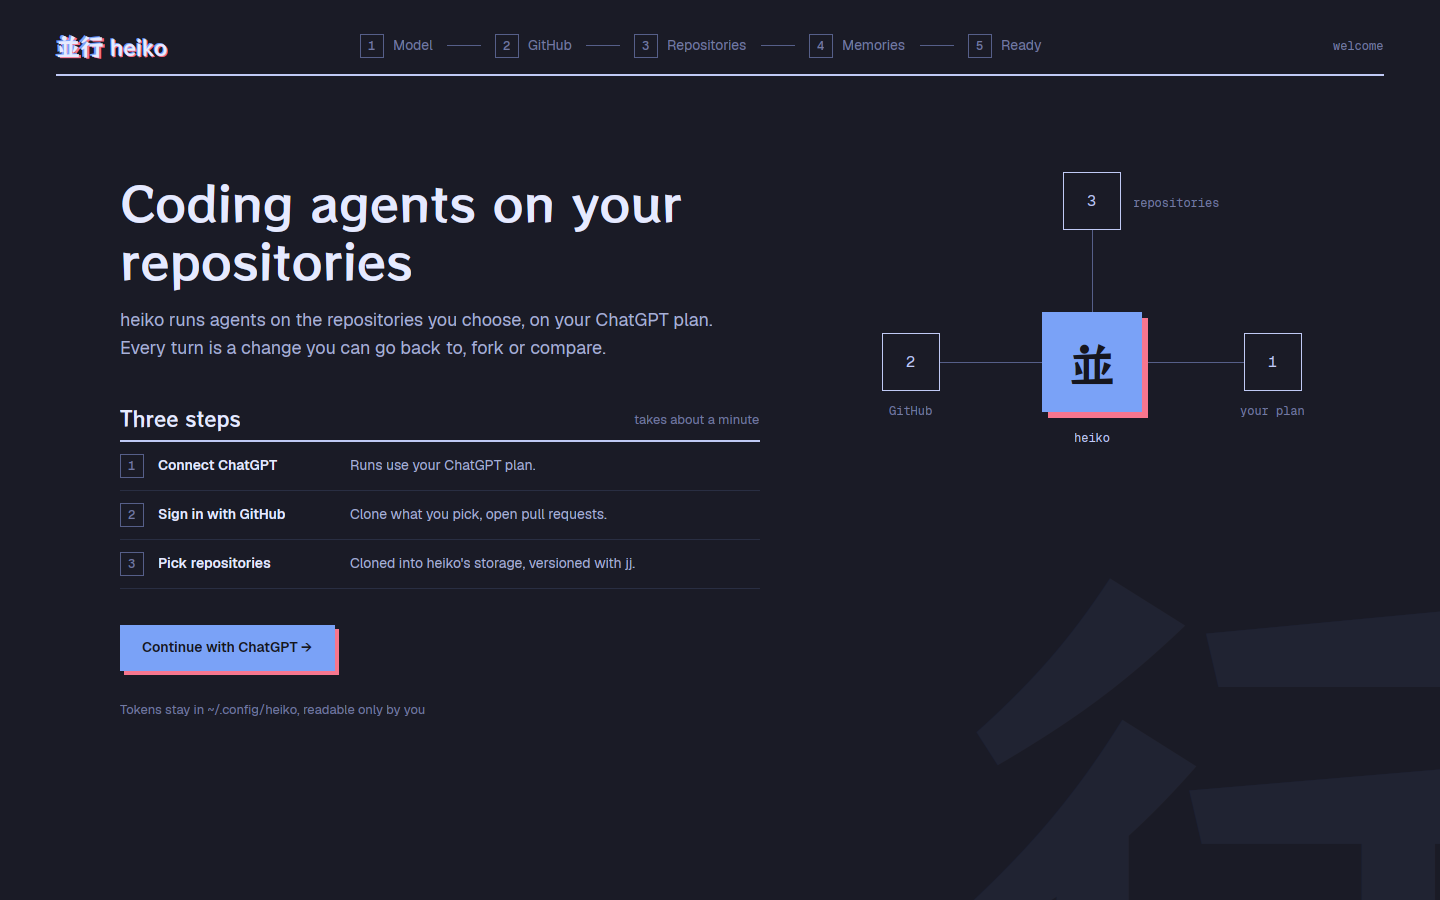 並行 heiko
1 Model
2 GitHub
3 Repositories
4 Memories
5 Ready
welcome
Coding agents on your
repositories
heiko runs agents on the repositories you choose, on your ChatGPT plan.
Every turn is a change you can go back to, fork or compare.
Three steps
takes about a minute
1 Connect ChatGPT Runs use your ChatGPT plan.
2 Sign in with GitHub Clone what you pick, open pull requests.
3 Pick repositories Cloned into heiko's storage, versioned with jj.
Continue with ChatGPT →
Tokens stay in ~/.config/heiko, readable only by you
3 repositories
2
GitHub
並
heiko
1
your plan
行